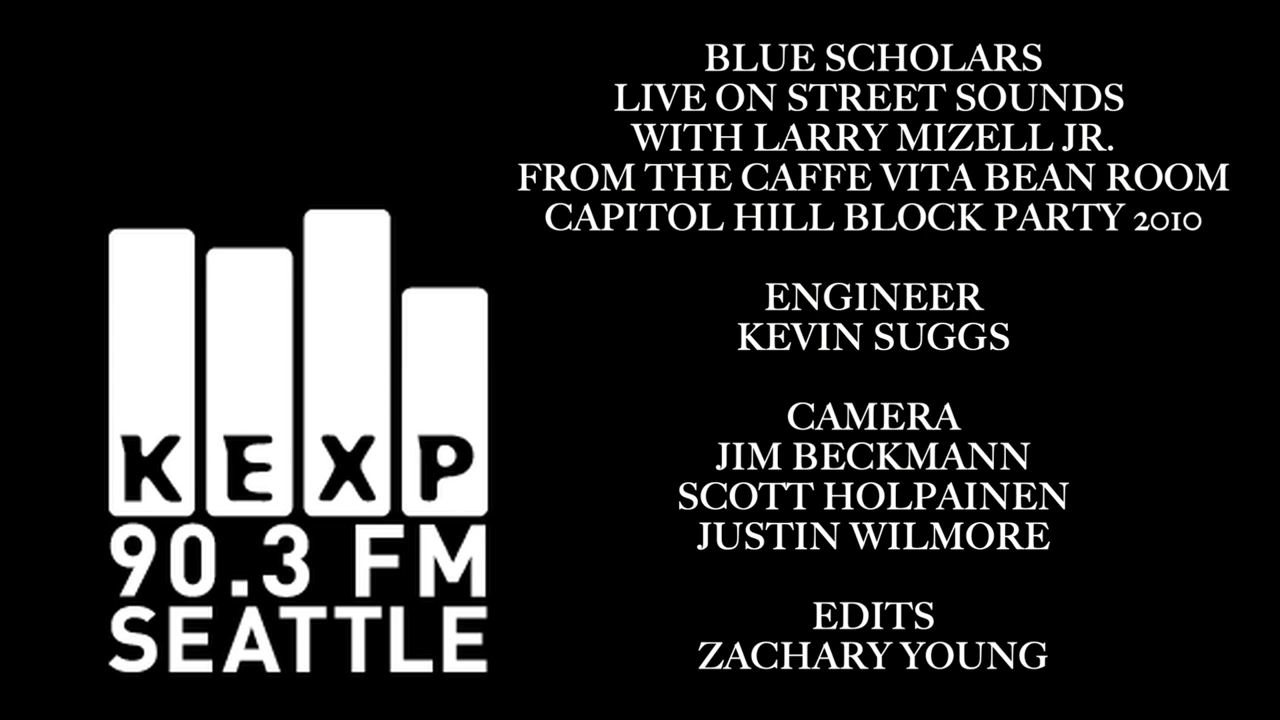 KEXP
90.3 FM
SEATTLE
BLUE SCHOLARS
LIVE ON STREET SOUNDS
WITH LARRY MIZELL JR.
FROM THE CAFFE VITA BEAN ROOM
CAPITOL HILL BLOCK PARTY 2010
ENGINEER
KEVIN SUGGS
CAMERA
JIM BECKMANN
SCOTT HOLPAINEN
JUSTIN WILMORE
EDITS
ZACHARY YOUNG